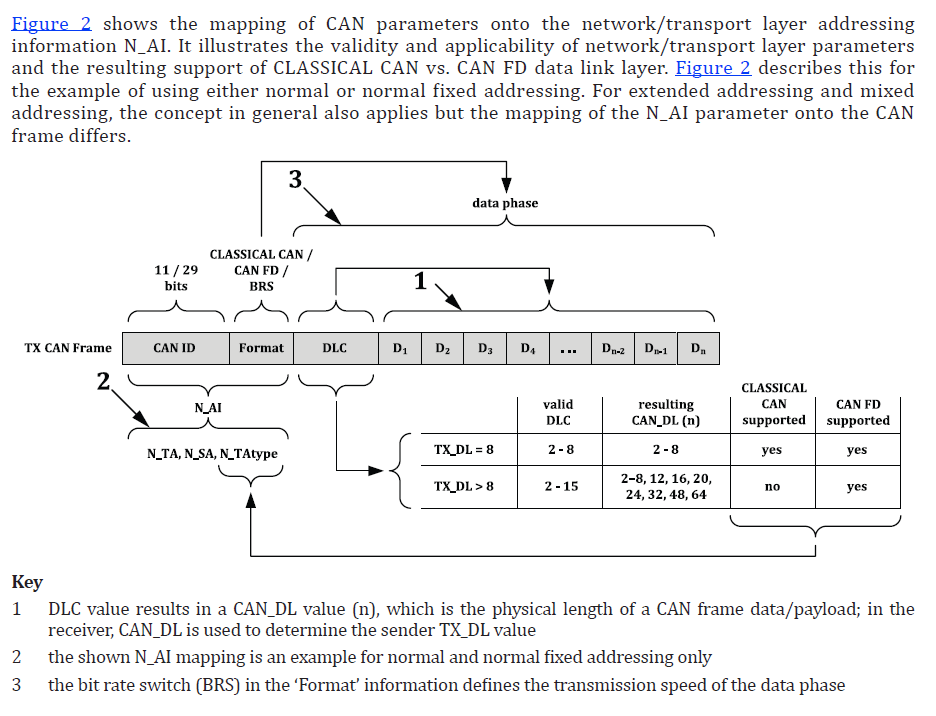 Figure 2 shows the mapping of CAN parameters onto the network/transport layer addressing
information N_AI. It illustrates the validity and applicability of network/transport layer parameters
and the resulting support of CLASSICAL CAN vs. CAN FD data link layer. Figure 2 describes this for
the example of using either normal or normal fixed addressing. For extended addressing and mixed
addressing, the concept in general also applies but the mapping of the N_AI parameter onto the CAN
frame differs.
3
data phase
CLASSICAL CAN /
CAN FD /
BRS
11 / 29
bits
1
TX CAN Frame
CAN ID
Format
DLC
D1
D2
D3
D4
...
Dn-2
Dn-1
Dn
2
N_AI
N_TA, N_SA, N_TAtype
valid
DLC
resulting
CAN_DL (n)
CLASSICAL
CAN
supported
CAN FD
supported
TX_DL = 8
2 - 8
2 - 8
yes
yes
TX_DL > 8
2 - 15
2–8, 12, 16, 20,
24, 32, 48, 64
no
yes
Key
1 DLC value results in a CAN_DL value (n), which is the physical length of a CAN frame data/payload; in the
receiver, CAN_DL is used to determine the sender TX_DL value
2 the shown N_AI mapping is an example for normal and normal fixed addressing only
3 the bit rate switch (BRS) in the ‘Format’ information defines the transmission speed of the data phase